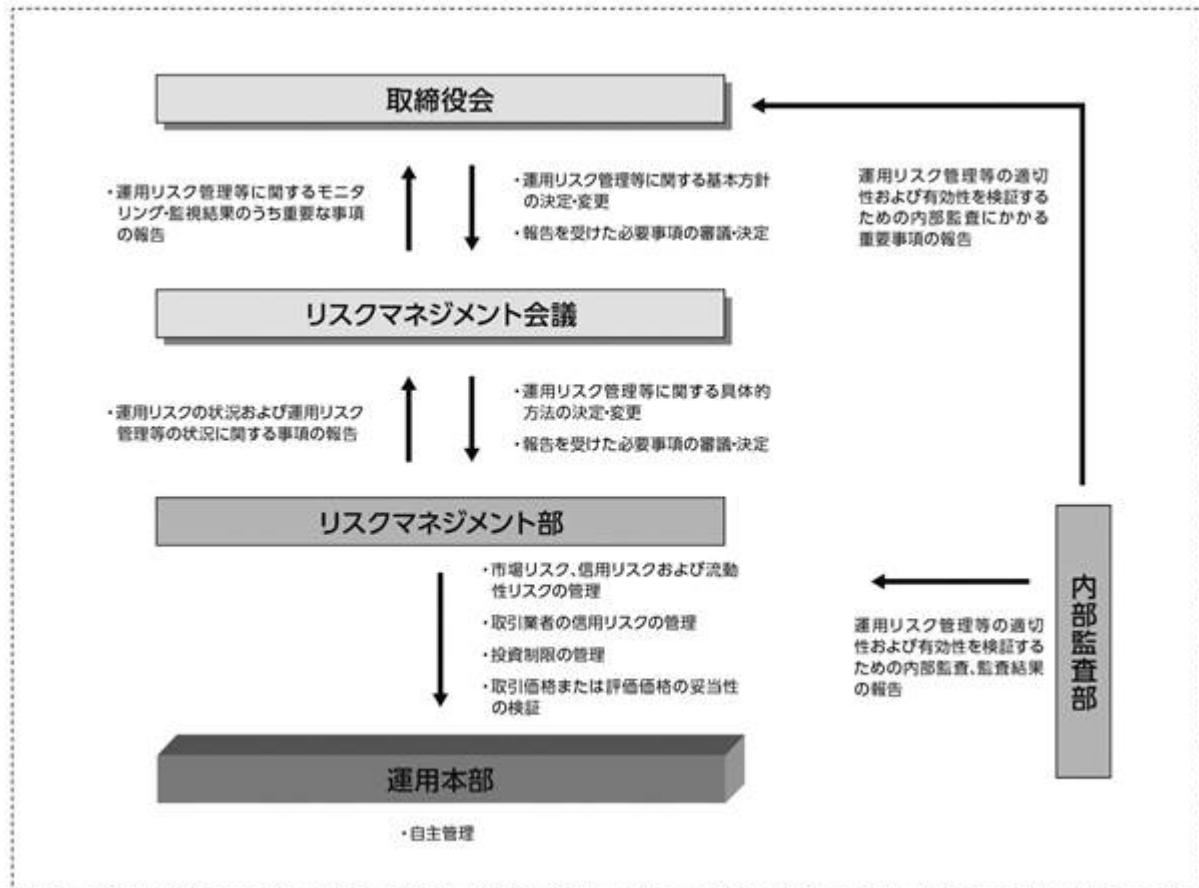 取締役会
・運用リスク管理等に関するモニタ
リング・監視結果のうち重要な事項
の報告
・運用リスク管理等に関する基本方針
の決定・変更
・報告を受けた必要事項の審議・決定
運用リスク管理等の適切
性および有効性を検証する
ための内部監査にかかる
重要事項の報告
リスクマネジメント会議
・運用リスクの状況および運用リスク
管理等の状況に関する事項の報告
・運用リスク管理等に関する具体的
方法の決定・変更
・報告を受けた必要事項の審議・決定
リスクマネジメント部
・市場リスク、信用リスクおよび流動
性リスクの管理
・取引業者の信用リスクの管理
・投資制限の管理
・取引価格または評価価格の妥当性
の検証
運用リスク管理等の適切
性および有効性を検証する
ための内部監査、監査結果
の報告
内部監査部
運用本部
・自主管理